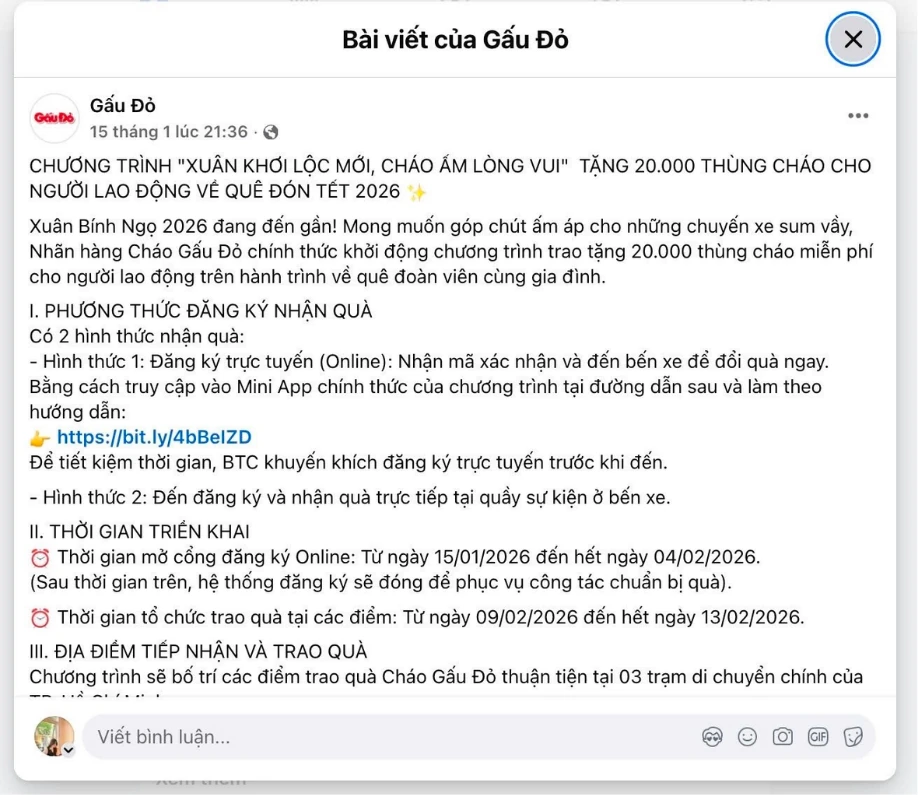 Bài viết của Gấu Đỏ
GấuĐỏ
Gấu Đỏ
15 tháng 1 lúc 21:36 ·
CHƯƠNG TRÌNH "XUÂN KHƠI LỘC MỚI, CHÁO ẤM LÒNG VUI" TẶNG 20.000 THÙNG CHÁO CHO
NGƯỜI LAO ĐỘNG VỀ QUÊ ĐÓN TẾT 2026 ✨
Xuân Bính Ngọ 2026 đang đến gần! Mong muốn góp chút ấm áp cho những chuyến xe sum vầy,
Nhãn hàng Cháo Gấu Đỏ chính thức khởi động chương trình trao tặng 20.000 thùng cháo miễn phí
cho người lao động trên hành trình về quê đoàn viên cùng gia đình.
I. PHƯƠNG THỨC ĐĂNG KÝ NHẬN QUÀ
Có 2 hình thức nhận quà:
- Hình thức 1: Đăng ký trực tuyến (Online): Nhận mã xác nhận và đến bến xe để đổi quà ngay.
Bằng cách truy cập vào Mini App chính thức của chương trình tại đường dẫn sau và làm theo
hướng dẫn:
👉 https://bit.ly/4bBeIZD
Để tiết kiệm thời gian, BTC khuyến khích đăng ký trực tuyến trước khi đến.
- Hình thức 2: Đến đăng ký và nhận quà trực tiếp tại quầy sự kiện ở bến xe.
II. THỜI GIAN TRIỂN KHAI
⏰ Thời gian mở cổng đăng ký Online: Từ ngày 15/01/2026 đến hết ngày 04/02/2026.
(Sau thời gian trên, hệ thống đăng ký sẽ đóng để phục vụ công tác chuẩn bị quà).
⏰ Thời gian tổ chức trao quà tại các điểm: Từ ngày 09/02/2026 đến hết ngày 13/02/2026.
III. ĐỊA ĐIỂM TIẾP NHẬN VÀ TRAO QUÀ
Chương trình sẽ bố trí các điểm trao quà Cháo Gấu Đỏ thuận tiện tại 03 trạm di chuyển chính của
Viết bình luận...
GIF